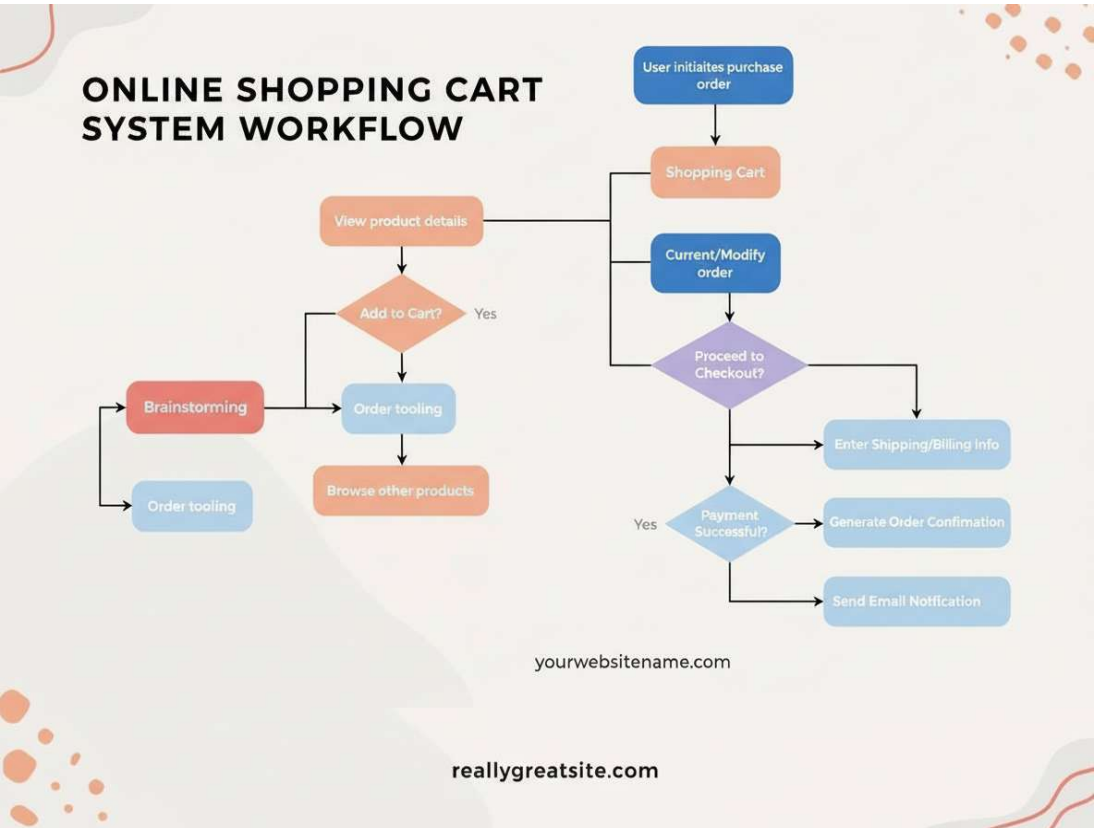 ONLINE SHOPPING CART
SYSTEM WORKFLOW
User initiaites purchase
order
Shopping Cart
View product details
Current/Modify
order
Add to Cart?
Yes
Proceed to
Checkout?
Brainstorming
Order tooling
Enter Shipping/Billing info
Browse other products
Order tooling
Yes
Payment
Successful?
Generate Order Confimation
Send Email Notfication
yourwebsitename.com
reallygreatsite.com